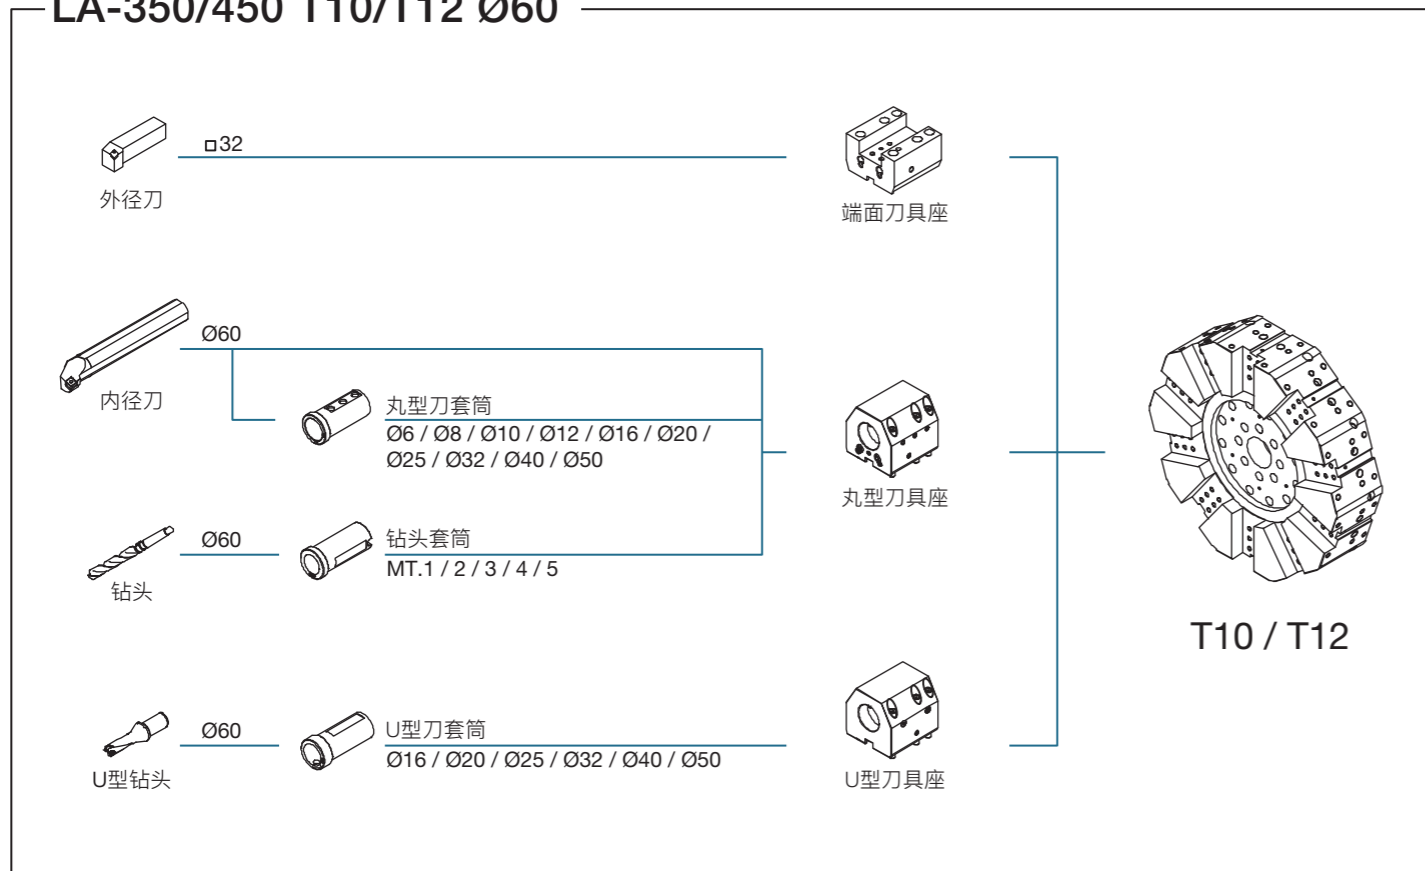 LA-350/450 T10/T12 Ø60
□32
外径刀
端面刀具座
Ø60
内径刀
丸型刀套筒
Ø6 / Ø8 / Ø10 / Ø12 / Ø16 / Ø20 /
Ø25 / Ø32 / Ø40 / Ø50
丸型刀具座
Ø60
钻头
钻头套筒
MT.1 / 2 / 3 / 4 / 5
T10 / T12
Ø60
U型钻头
U型刀套筒
Ø16 / Ø20 / Ø25 / Ø32 / Ø40 / Ø50
U型刀具座